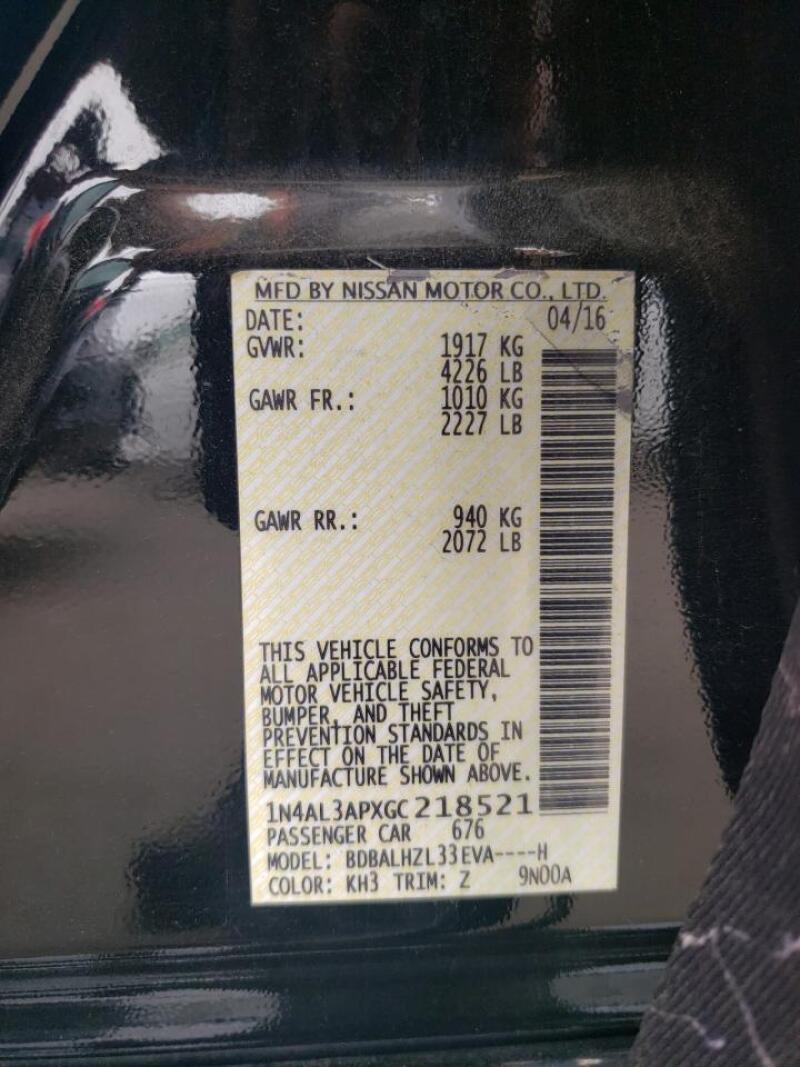 MFD BY NISSAN MOTOR CO., LTD.
DATE: 04/16
GVWR: 1917 KG
4226 LB
GAWR FR.: 1010 KG
2227 LB
GAWR RR.: 940 KG
2072 LB
THIS VEHICLE CONFORMS TO
ALL APPLICABLE FEDERAL
MOTOR VEHICLE SAFETY,
BUMPER, AND THEFT
PREVENTION STANDARDS IN
EFFECT ON THE DATE OF
MANUFACTURE SHOWN ABOVE.
1N4AL3APXGC218521
PASSENGER CAR 676
MODEL: BDBALHZL33EVA----H
COLOR: KH3 TRIM: Z 9N00A